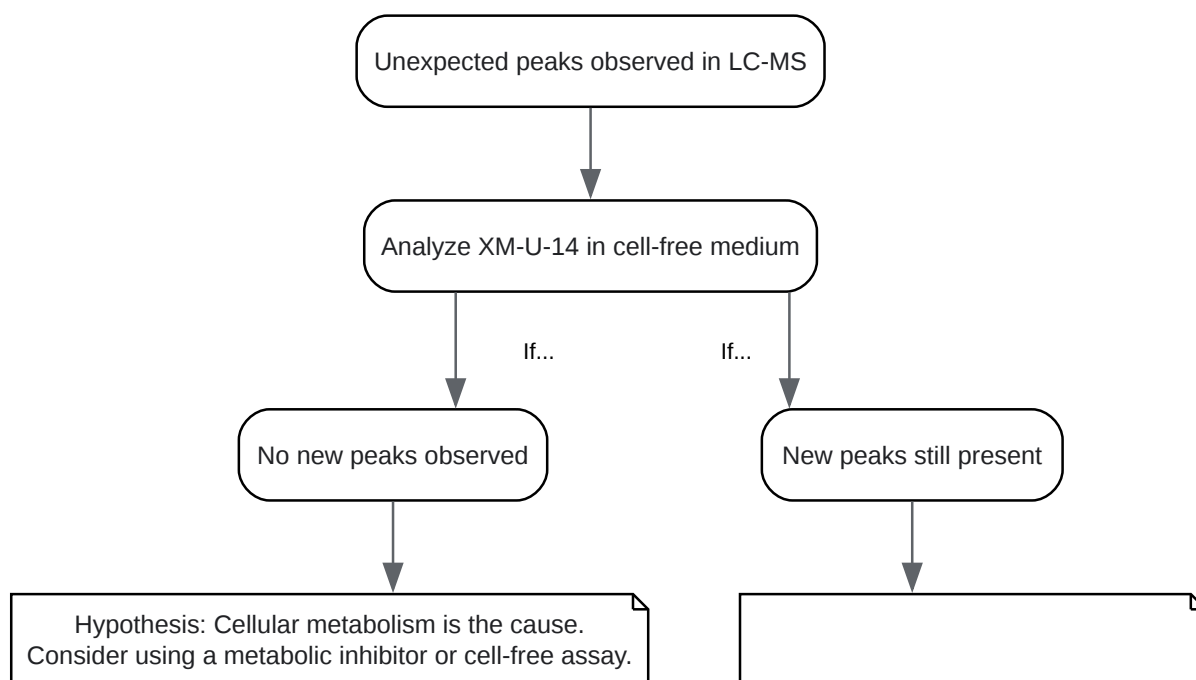 Unexpected peaks observed in LC-MS
Analyze XM-U-14 in cell-free medium
If...
If...
No new peaks observed
New peaks still present
Hypothesis: Cellular metabolism is the cause.
Consider using a metabolic inhibitor or cell-free assay.